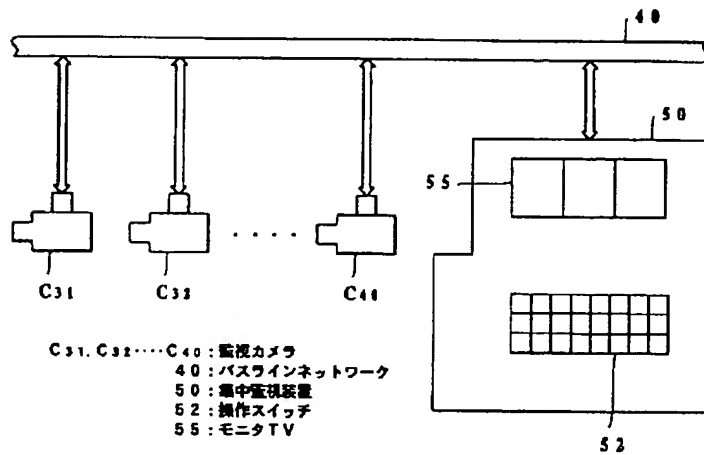 40
50
55
C31
C32
C40
52
C31, C32‥‥C40:監視カメラ
40:バスラインネットワーク
50:集中監視装置
52:操作スイッチ
55:モニタTV